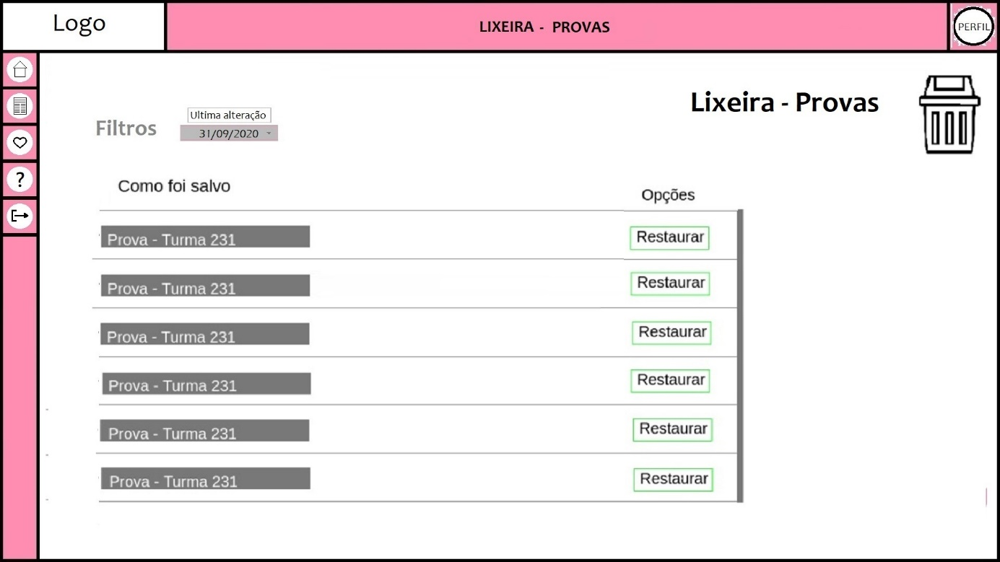 Logo
LIXEIRA - PROVAS
PERFIL
?
Lixeira - Provas
Filtros
Ultima alteração
31/09/2020
Como foi salvo
Opções
Prova - Turma 231
Restaurar
Prova - Turma 231
Restaurar
Prova - Turma 231
Restaurar
Prova - Turma 231
Restaurar
Prova - Turma 231
Restaurar
Prova - Turma 231
Restaurar